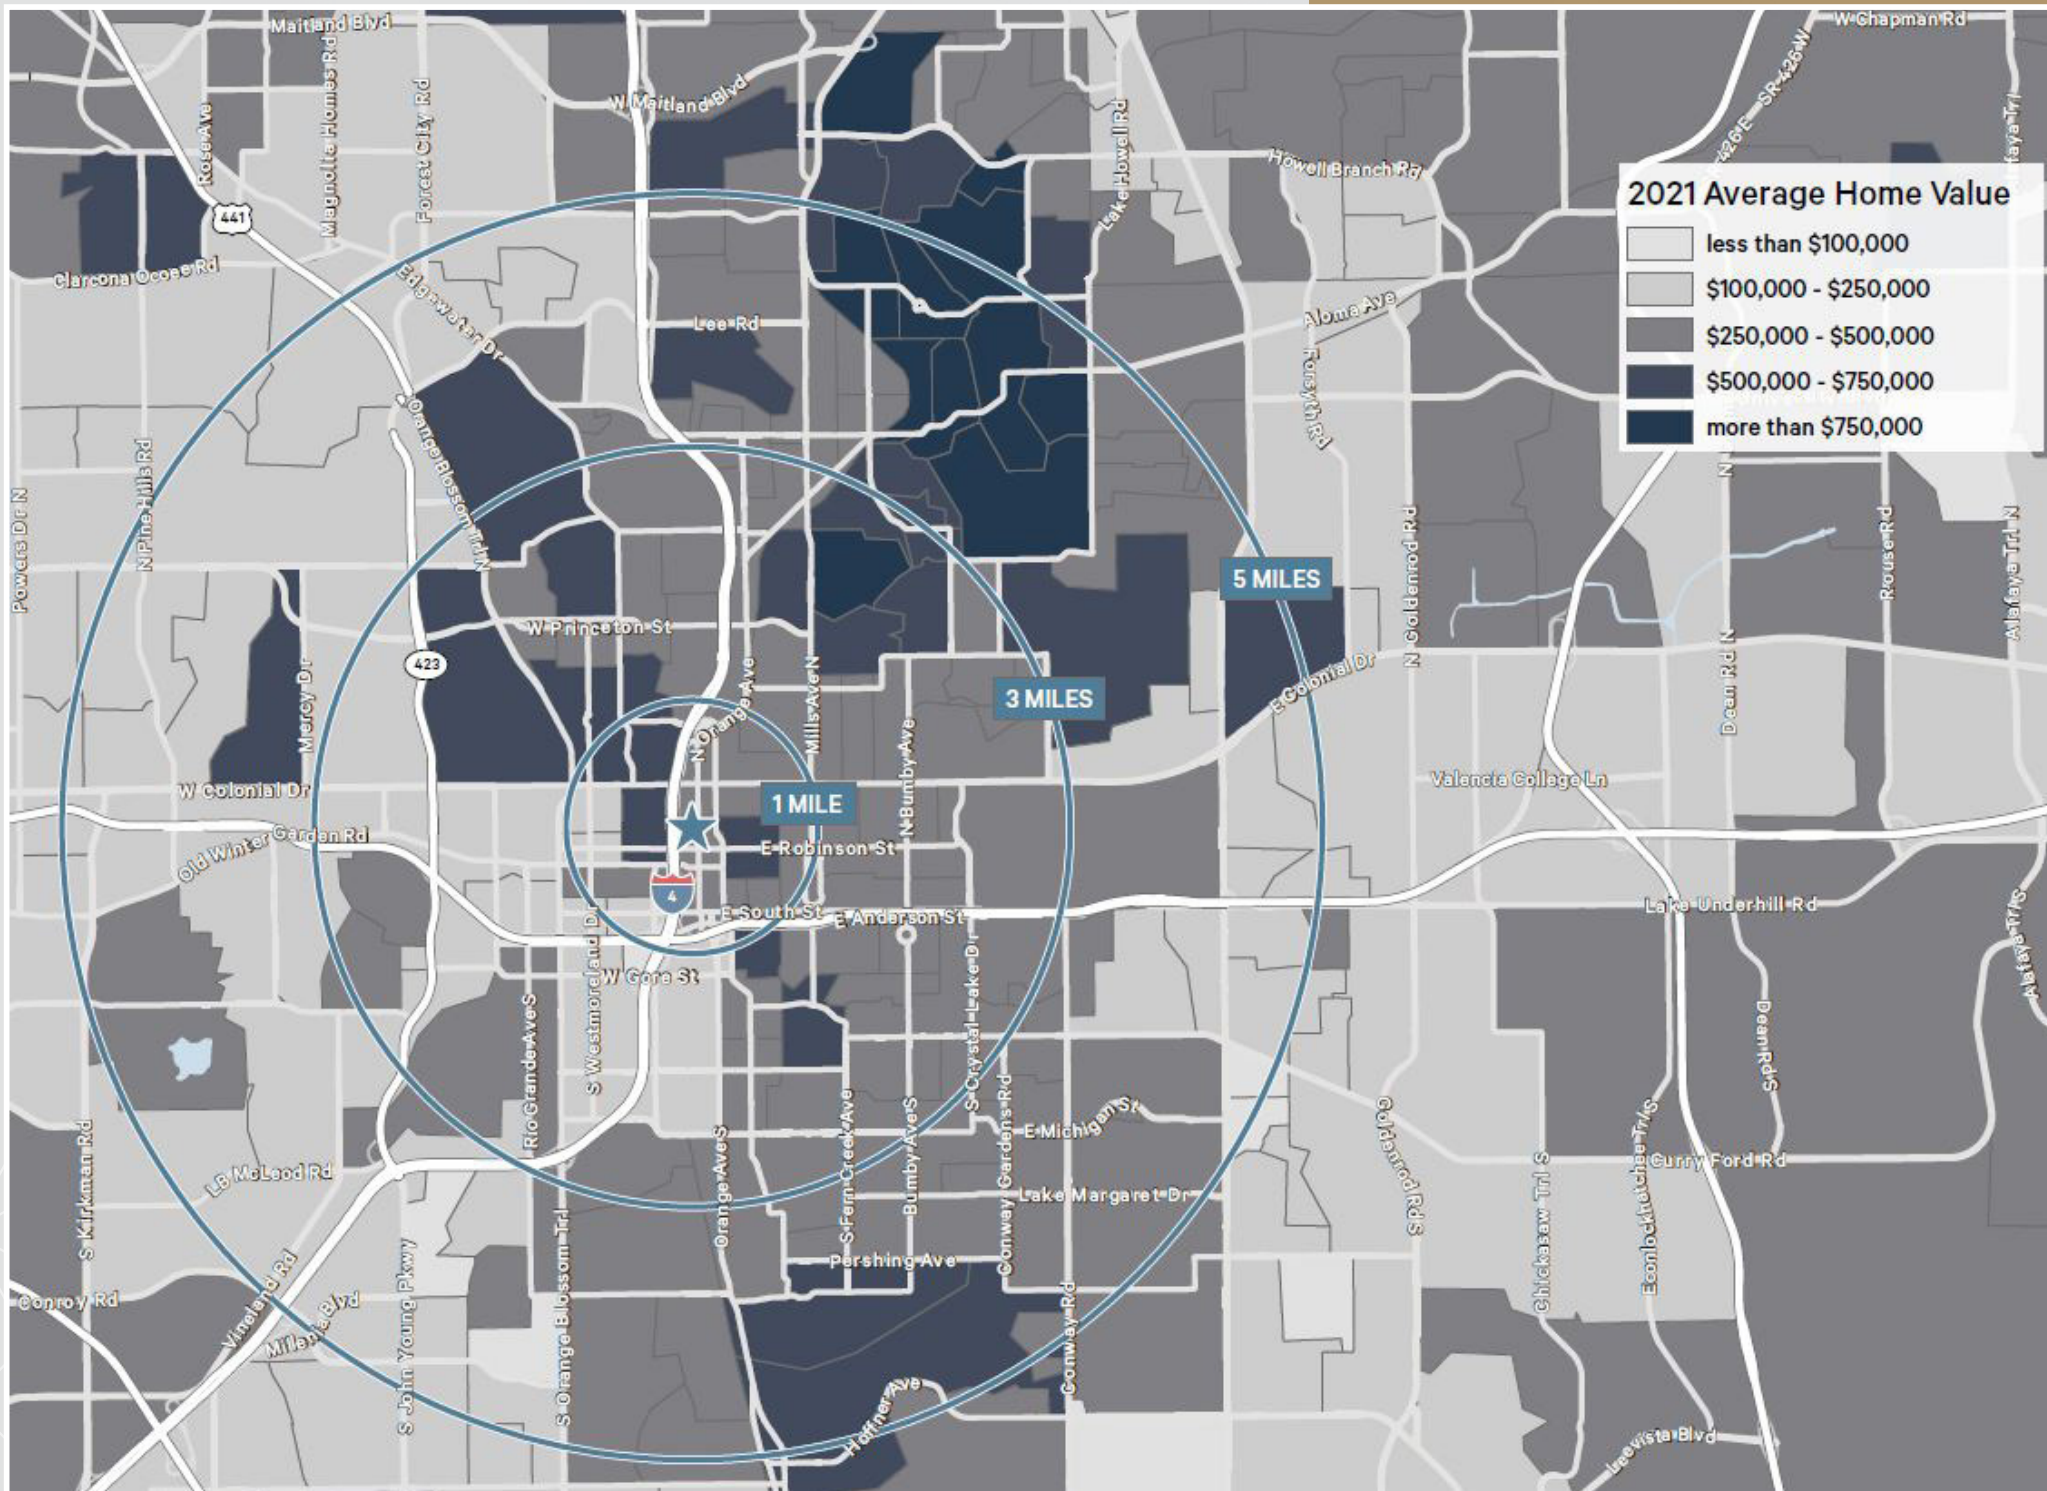 Maitland Blvd
W Chapman Rd
SR-426 W
426 E
W Maitland Blvd
Rose Ave
Magnolia Homes Rd
Forest City Rd
Lake Howell Rd
Howell Branch Rd
441
Clarcona Ocoee Rd
Edgewater Dr
Lee Rd
Aloma Ave
Forsyth Rd
2021 Average Home Value
less than $100,000
$100,000 - $250,000
$250,000 - $500,000
$500,000 - $750,000
more than $750,000
Orange Blossom Trl N
N Pine Hills Rd
Powers Dr N
N Goldenrod Rd
Rouse Rd
Alafaya Trl N
5 MILES
W Princeton St
423
Mercy Dr
N Orange Ave
Mills Ave N
3 MILES
E Colonial Dr
Dean Rd N
N Bumby Ave
W Colonial Dr
1 MILE
Valencia College Ln
Old Winter Garden Rd
E Robinson St
4
E South St
E Anderson St
Lake Underhill Rd
S Westmoreland Dr
W Gore St
S Crystal Lake Dr
Alafaya Trl S
Rio Grande Ave S
Dean Rd S
S Kirkman Rd
LB McLeod Rd
Orange Ave S
S Fern Creek Ave
Bumby Ave S
Conway Gardens Rd
E Michigan St
Goldenrod Rd S
Econlockhatchee Trl S
Curry Ford Rd
Chickasaw Trl S
Lake Margaret Dr
Pershing Ave
Conroy Rd
Vineland Rd
Millenia Blvd
S John Young Pkwy
S Orange Blossom Trl
Conway Rd
Hoffner Ave
Leevista Blvd